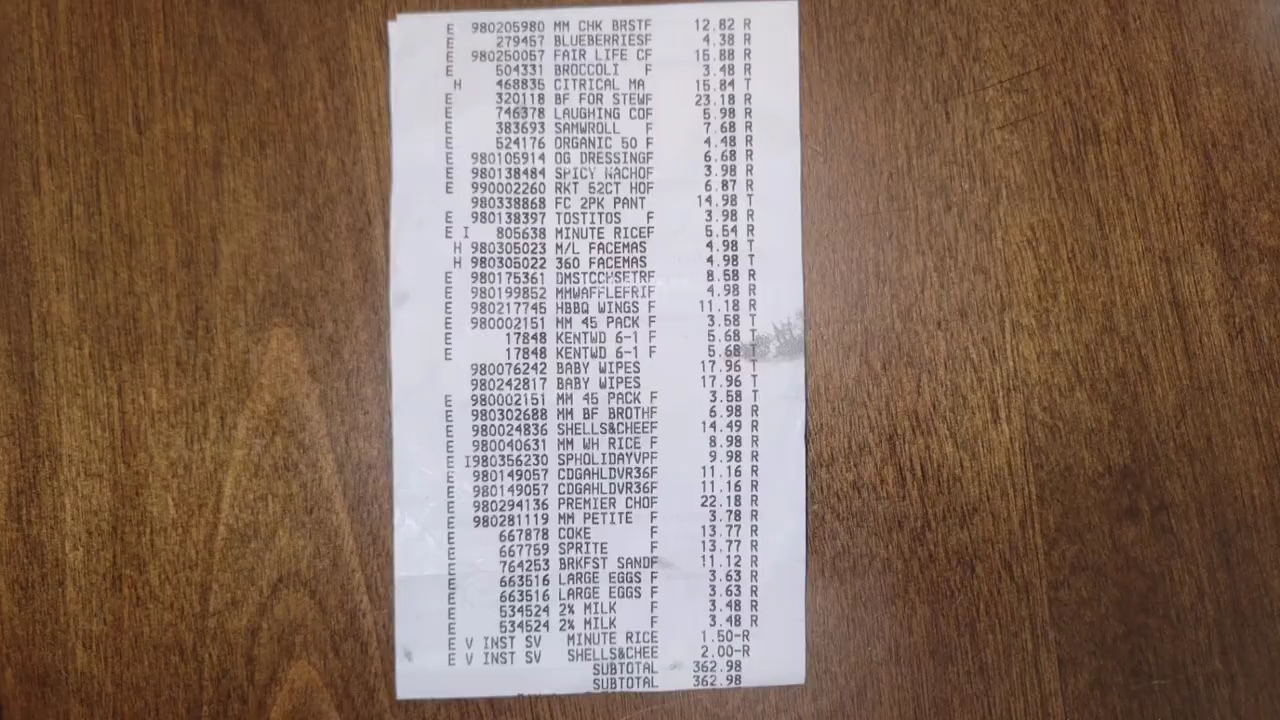 E 980205980 MM CHK BRSTF 12.82 R
E 279457 BLUEBERRIESF 4.38 R
E 980250057 FAIR LIFE CF 15.88 R
E 504331 BROCCOLI F 3.48 R
H 468835 CITRICAL MA 15.84 T
E 320118 BF FOR STEWF 23.18 R
E 746378 LAUGHING COF 5.98 R
E 383693 SAMWROLL F 7.68 R
E 524176 ORGANIC 50 F 4.48 R
E 980105914 OG DRESSINGF 6.68 R
E 980138484 SPICY NACHOF 3.98 R
E 990002260 RKT 52CT HOF 6.87 R
980338868 FC 2PK PANT 14.98 T
E 980138397 TOSTITOS F 3.98 R
E I 805638 MINUTE RICEF 5.54 R
H 980305023 M/L FACEMAS 4.98 T
H 980305022 360 FACEMAS 4.98 T
E 980175361 DMSTCCHSETRF 8.58 R
E 980199852 MMWAFFLEFRIF 4.98 R
E 980217745 HBBQ WINGS F 11.18 R
E 980002151 MM 45 PACK F 3.58 T
E 17848 KENTWD 6-1 F 5.68 T
E 17848 KENTWD 6-1 F 5.68 T
980076242 BABY WIPES 17.96 T
980242817 BABY WIPES 17.96 T
E 980002151 MM 45 PACK F 3.58 T
E 980302688 MM BF BROTHF 6.98 R
E 980024836 SHELLS&CHEEF 14.49 R
E 980040631 MM WH RICE F 8.98 R
E I980356230 SPHOLIDAYVPF 9.98 R
E 980149057 CDGAHLDVR36F 11.16 R
E 980149057 CDGAHLDVR36F 11.16 R
E 980294136 PREMIER CHOF 22.18 R
E 980281119 MM PETITE F 3.78 R
E 667878 COKE F 13.77 R
E 667759 SPRITE F 13.77 R
E 764253 BRKFST SANDF 11.12 R
E 663516 LARGE EGGS F 3.63 R
E 663516 LARGE EGGS F 3.63 R
E 534524 2% MILK F 3.48 R
E 534524 2% MILK F 3.48 R
E V INST SV MINUTE RICE 1.50-R
E V INST SV SHELLS&CHEE 2.00-R
SUBTOTAL 362.98
SUBTOTAL 362.98